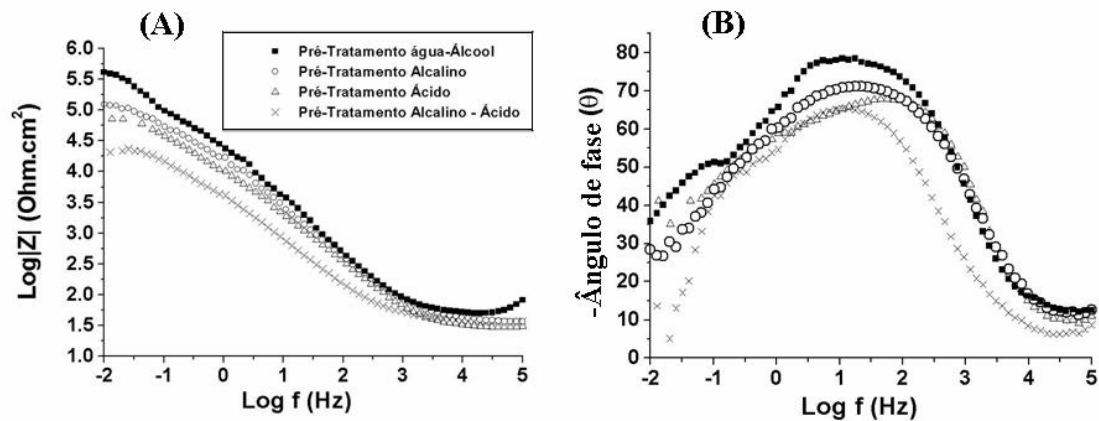 (A)
Pré-Tratamento água-Álcool
Pré-Tratamento Alcalino
Pré-Tratamento Ácido
Pré-Tratamento Alcalino - Ácido
Log|Z| (Ohm.cm²)
6.0
5.5
5.0
4.5
4.0
3.5
3.0
2.5
2.0
1.5
1.0
-2 -1 0 1 2 3 4 5
Log f (Hz)
(B)
-Ângulo de fase (θ)
80
70
60
50
40
30
20
10
0
-2 -1 0 1 2 3 4 5
Log f (Hz)